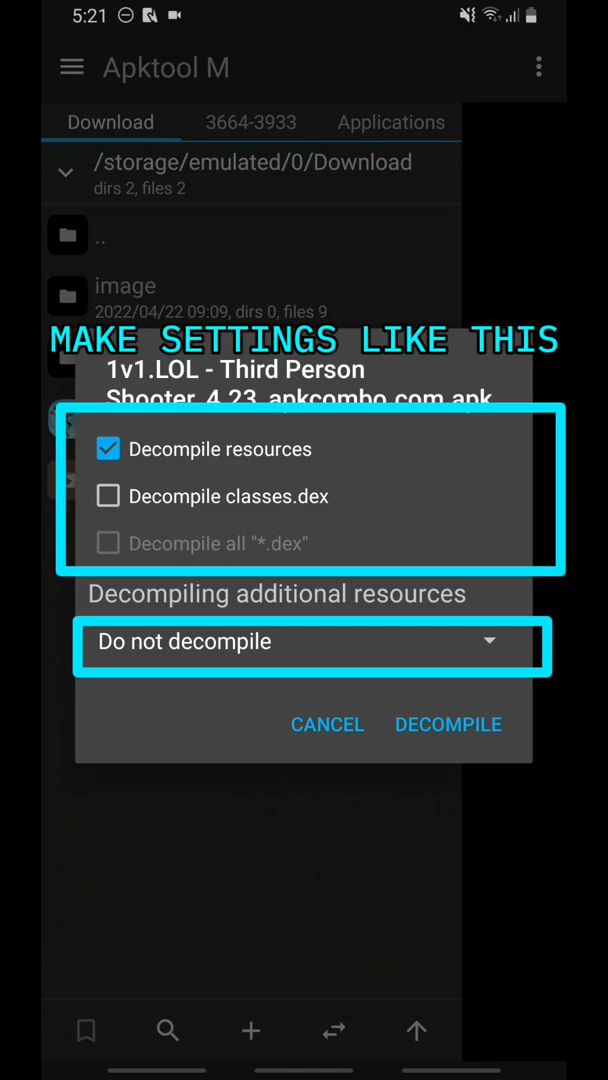 5:21
Apktool M
Download
3664-3933
Applications
/storage/emulated/0/Download
dirs 2, files 2
..
image
2022/04/22 09:09, dirs 0, files 9
MAKE SETTINGS LIKE THIS
1v1.LOL - Third Person
Shooter_4.23_apkcombo.com.apk
Decompile resources
Decompile classes.dex
Decompile all "*.dex"
Decompiling additional resources
Do not decompile
CANCEL
DECOMPILE